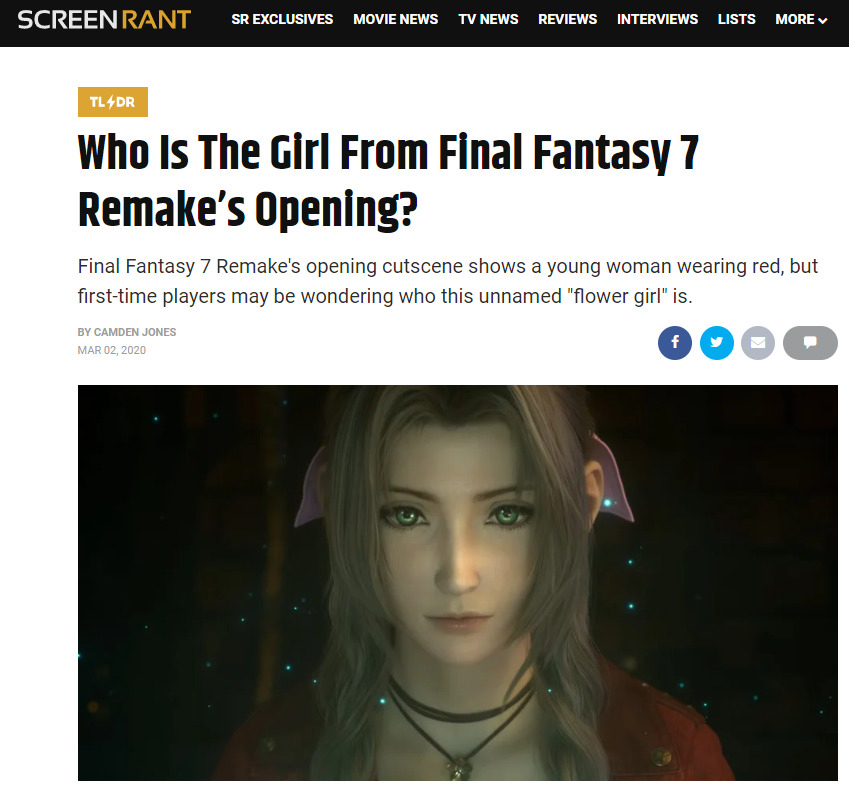 SCREENRANT
SR EXCLUSIVES MOVIE NEWS TV NEWS REVIEWS INTERVIEWS LISTS MORE
TL DR
Who Is The Girl From Final Fantasy 7
Remake’s Opening?
Final Fantasy 7 Remake's opening cutscene shows a young woman wearing red, but
first-time players may be wondering who this unnamed "flower girl" is.
BY CAMDEN JONES
MAR 02, 2020